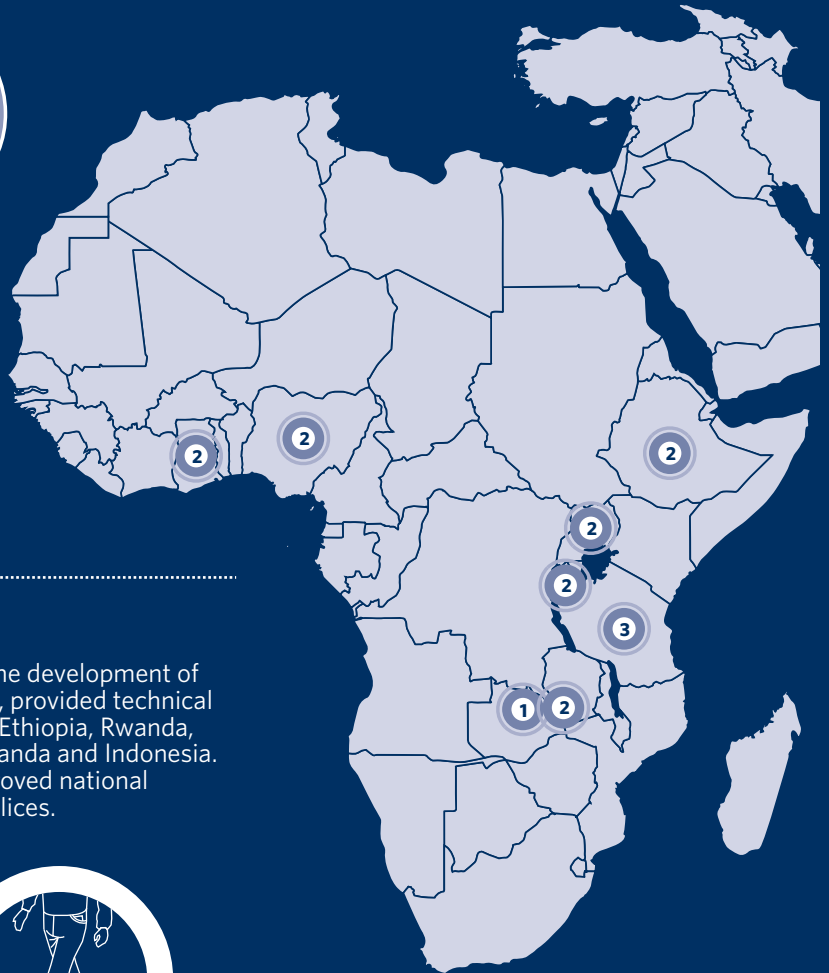 2
2
2
2
2
3
1
2
he development of
, provided technical
Ethiopia, Rwanda,
anda and Indonesia.
oved national
lices.